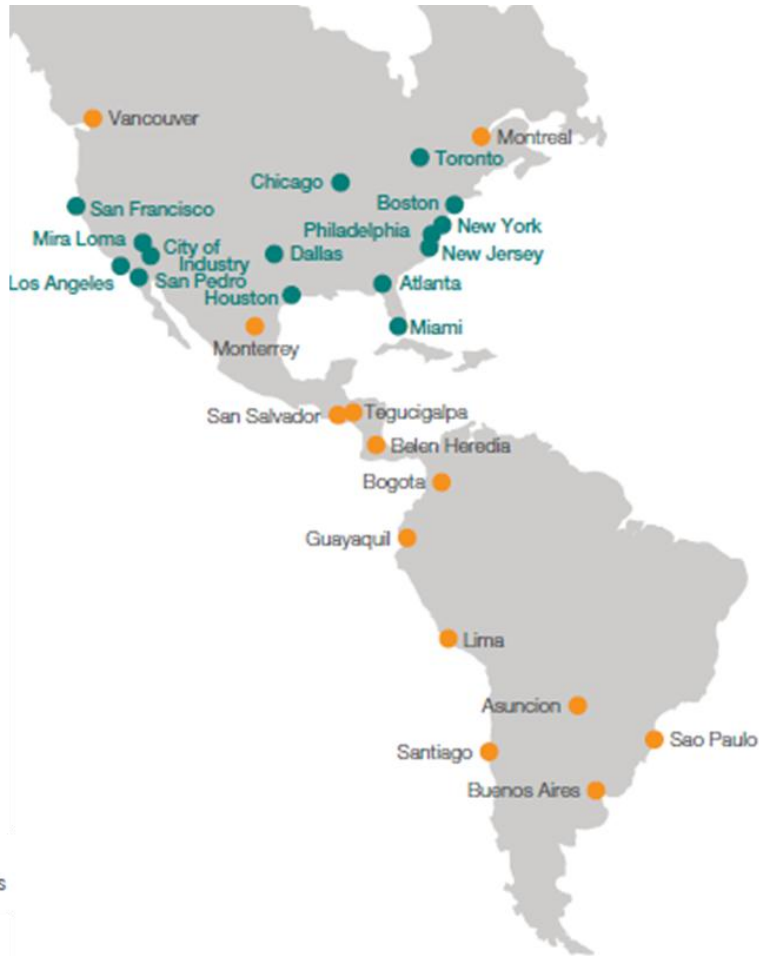 Vancouver
Montreal
Toronto
Chicago
Boston
San Francisco
New York
Philadelphia
Mira Loma
City of
Industry
Dallas
New Jersey
Los Angeles
San Pedro
Atlanta
Houston
Miami
Monterrey
San Salvador
Tegucigalpa
Belen Heredia
Bogota
Guayaquil
Lima
Asuncion
Sao Paulo
Santiago
Buenos Aires
s